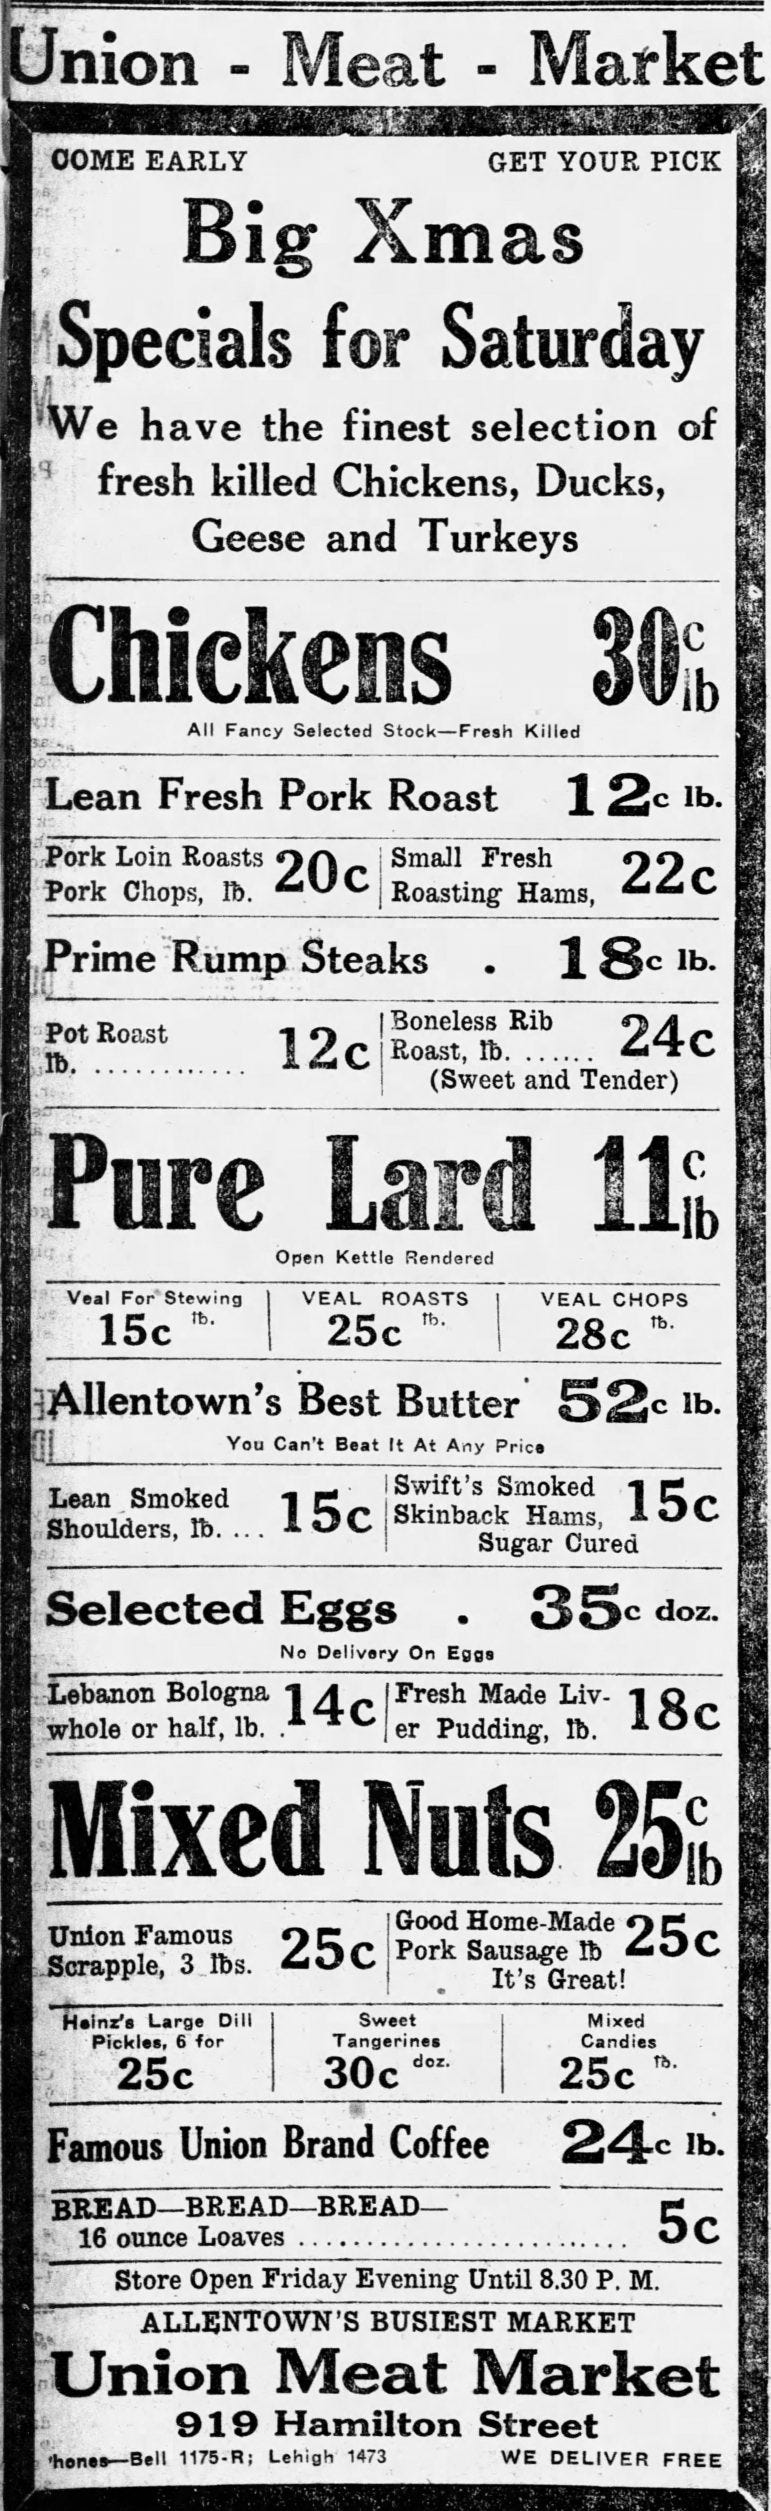 Union - Meat - Market
COME EARLY GET YOUR PICK
Big Xmas
Specials for Saturday
We have the finest selection of
fresh killed Chickens, Ducks,
Geese and Turkeys
Chickens 30c lb
All Fancy Selected Stock—Fresh Killed
Lean Fresh Pork Roast 12c lb.
Pork Loin Roasts
Pork Chops, lb. 20c
Small Fresh
Roasting Hams, 22c
Prime Rump Steaks . 18c lb.
Pot Roast
lb. ............. 12c
Boneless Rib
Roast, lb. ...... 24c
(Sweet and Tender)
Pure Lard 11c lb
Open Kettle Rendered
Veal For Stewing
15c lb.
VEAL ROASTS
25c lb.
VEAL CHOPS
28c lb.
Allentown's Best Butter 52c lb.
You Can't Beat It At Any Price
Lean Smoked
Shoulders, lb. ... 15c
Swift's Smoked
Skinback Hams, 15c
Sugar Cured
Selected Eggs . 35c doz.
No Delivery On Eggs
Lebanon Bologna
whole or half, lb. . 14c
Fresh Made Liv-
er Pudding, lb. 18c
Mixed Nuts 25c lb
Union Famous
Scrapple, 3 lbs. 25c
Good Home-Made
Pork Sausage lb 25c
It's Great!
Heinz's Large Dill
Pickles, 6 for
25c
Sweet
Tangerines
30c doz.
Mixed
Candies
25c lb.
Famous Union Brand Coffee 24c lb.
BREAD—BREAD—BREAD—
16 ounce Loaves .......................... 5c
Store Open Friday Evening Until 8.30 P. M.
ALLENTOWN'S BUSIEST MARKET
Union Meat Market
919 Hamilton Street
'hones—Bell 1175-R; Lehigh 1473 WE DELIVER FREE